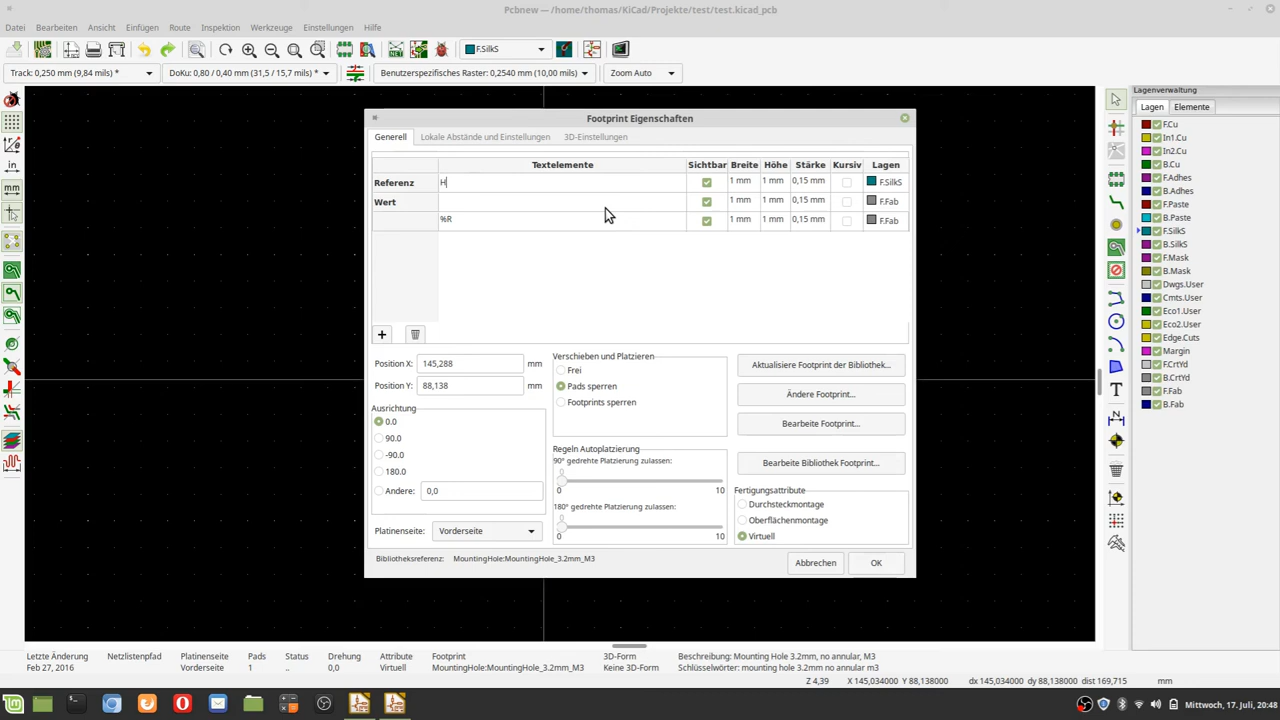 Pcbnew — /home/thomas/KiCad/Projekte/test/test.kicad_pcb
Datei Bearbeiten Ansicht Einfügen Route Inspektion Werkzeuge Einstellungen Hilfe
NET F.SilkS
Track: 0,250 mm (9,84 mils) * DoKu: 0,80 / 0,40 mm (31,5 / 15,7 mils) * Benutzerspezifisches Raster: 0,2540 mm (10,00 mils) Zoom Auto
in
mm
Footprint Eigenschaften
Generell Lokale Abstände und Einstellungen 3D-Einstellungen
Textelemente Sichtbar Breite Höhe Stärke Kursiv Lagen
Referenz H 1 mm 1 mm 0,15 mm F.SilkS
Wert 1 mm 1 mm 0,15 mm F.Fab
%R 1 mm 1 mm 0,15 mm F.Fab
Position X: 145,288 mm
Position Y: 88,138 mm
Ausrichtung
0.0
90.0
-90.0
180.0
Andere: 0,0
Platinenseite: Vorderseite
Verschieben und Platzieren
Frei
Pads sperren
Footprints sperren
Regeln Autoplatzierung
90° gedrehte Platzierung zulassen:
0
0 10
180° gedrehte Platzierung zulassen:
0
0 10
Aktualisiere Footprint der Bibliothek...
Ändere Footprint...
Bearbeite Footprint...
Bearbeite Bibliothek Footprint...
Fertigungsattribute
Durchsteckmontage
Oberflächenmontage
Virtuell
Bibliotheksreferenz: MountingHole:MountingHole_3.2mm_M3
Abbrechen OK
Lagenverwaltung
Lagen Elemente
F.Cu
In1.Cu
In2.Cu
B.Cu
F.Adhes
B.Adhes
F.Paste
B.Paste
F.SilkS
B.SilkS
F.Mask
B.Mask
Dwgs.User
Cmts.User
Eco1.User
Eco2.User
Edge.Cuts
Margin
F.CrtYd
B.CrtYd
F.Fab
B.Fab
Letzte Änderung Netzlistenpfad Platinenseite Pads Status Drehung Attribute Footprint 3D-Form Beschreibung: Mounting Hole 3.2mm, no annular, M3
Feb 27, 2016 Vorderseite 1 .. 0,0 Virtuell MountingHole:MountingHole_3.2mm_M3 Keine 3D-Form Schlüsselwörter: mounting hole 3.2mm no annular m3
Z 4,39 X 145,034000 Y 88,138000 dx 145,034000 dy 88,138000 dist 169,715 mm
Mittwoch, 17. Juli, 20:48